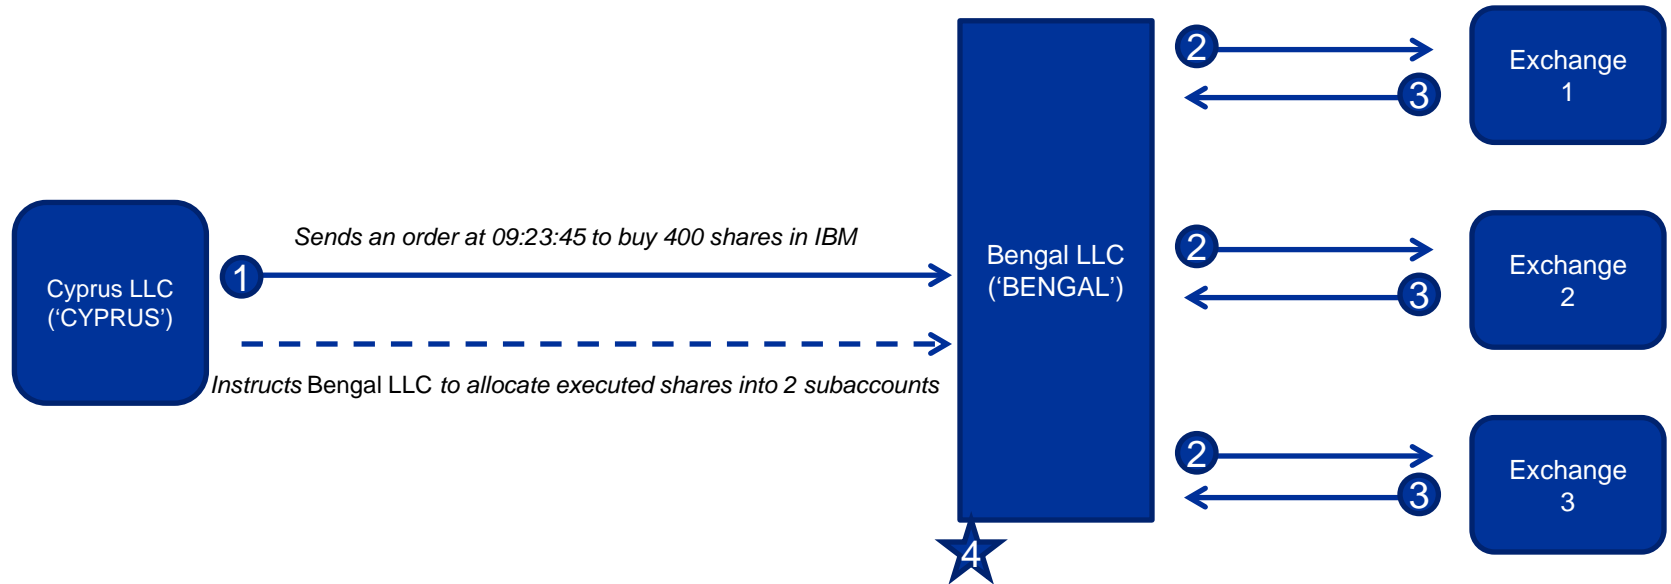 Cyprus LLC
(‘CYPRUS’)
1
Sends an order at 09:23:45 to buy 400 shares in IBM
Instructs Bengal LLC to allocate executed shares into 2 subaccounts
Bengal LLC
(‘BENGAL’)
4
2
3
Exchange
1
2
3
Exchange
2
2
3
Exchange
3